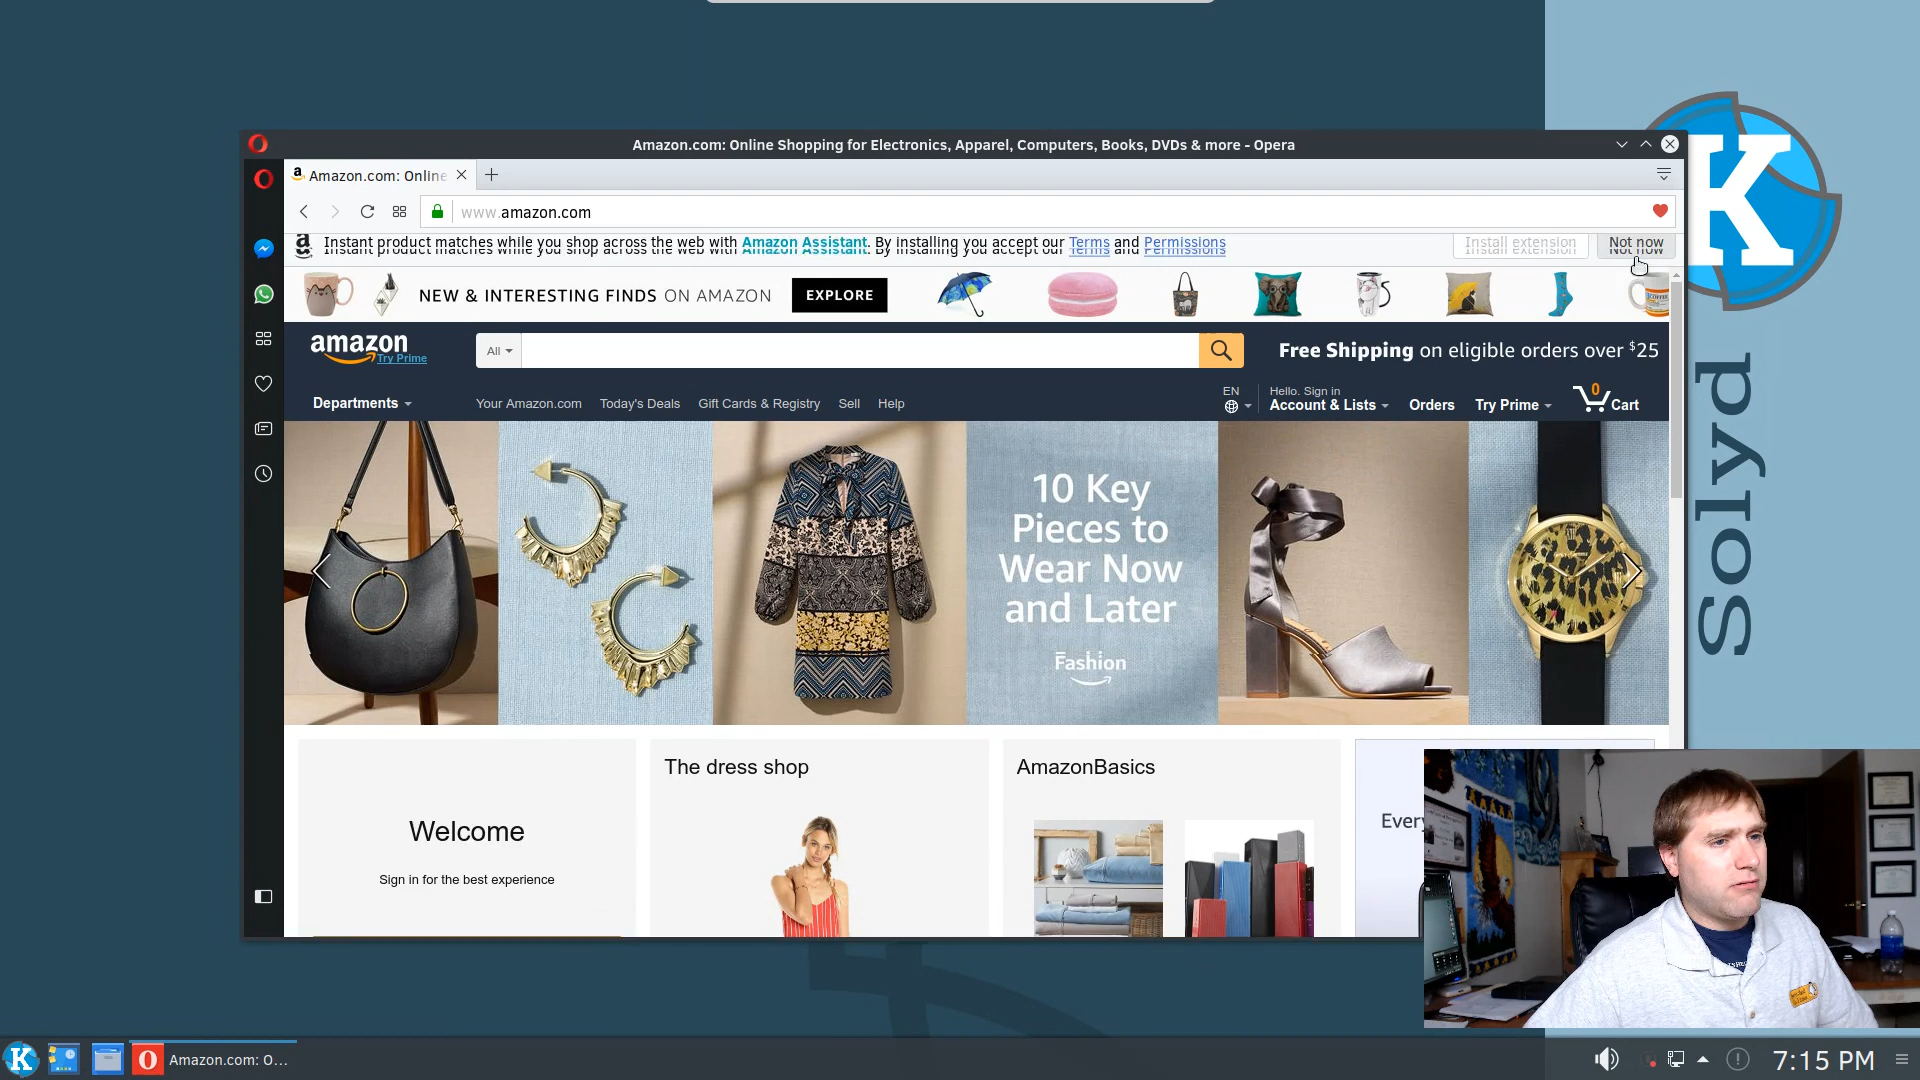 Amazon.com: Online Shopping for Electronics, Apparel, Computers, Books, DVDs & more - Opera
Amazon.com: Online
www.amazon.com
Instant product matches while you shop across the web with Amazon Assistant. By installing you accept our Terms and Permissions
Install extension
Not now
NEW & INTERESTING FINDS ON AMAZON
EXPLORE
amazon
Try Prime
All
Free Shipping on eligible orders over $25
Departments
Your Amazon.com
Today's Deals
Gift Cards & Registry
Sell
Help
EN
Hello. Sign in
Account & Lists
Orders
Try Prime
0
Cart
10 Key
Pieces to
Wear Now
and Later
Fashion
Welcome
Sign in for the best experience
The dress shop
AmazonBasics
Every
K
Solyd
Amazon.com: O...
7:15 PM